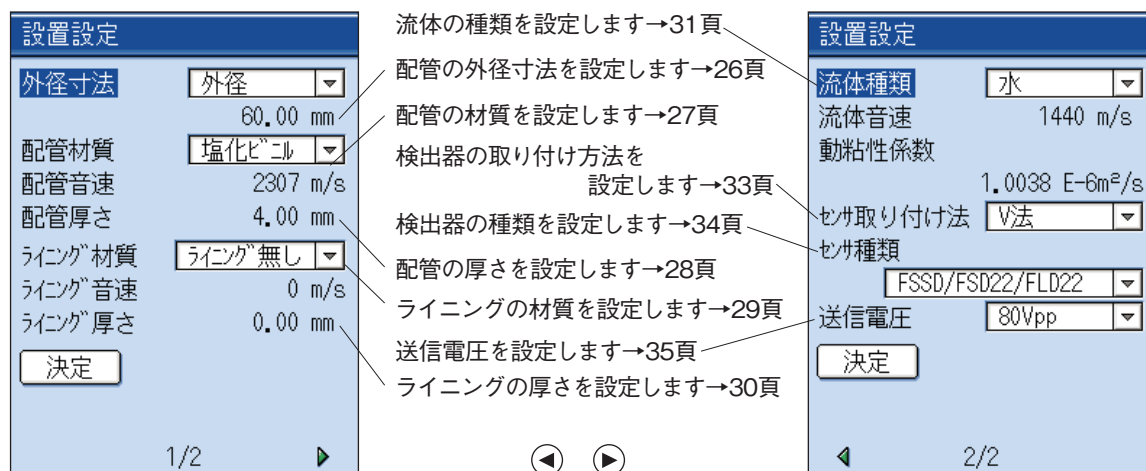 設置設定
外径寸法 外径
60.00 mm
配管材質 塩化ﾋﾞﾆﾙ
配管音速 2307 m/s
配管厚さ 4.00 mm
ﾗｲﾆﾝｸﾞ材質 ﾗｲﾆﾝｸﾞ無し
ﾗｲﾆﾝｸﾞ音速 0 m/s
ﾗｲﾆﾝｸﾞ厚さ 0.00 mm
決定
1/2
流体の種類を設定します→31頁
配管の外径寸法を設定します→26頁
配管の材質を設定します→27頁
検出器の取り付け方法を
設定します→33頁
検出器の種類を設定します→34頁
配管の厚さを設定します→28頁
ライニングの材質を設定します→29頁
送信電圧を設定します→35頁
ライニングの厚さを設定します→30頁
設置設定
流体種類 水
流体音速 1440 m/s
動粘性係数
1.0038 E-6m²/s
ｾﾝｻ取り付け法 V法
ｾﾝｻ種類
FSSD/FSD22/FLD22
送信電圧 80Vpp
決定
2/2